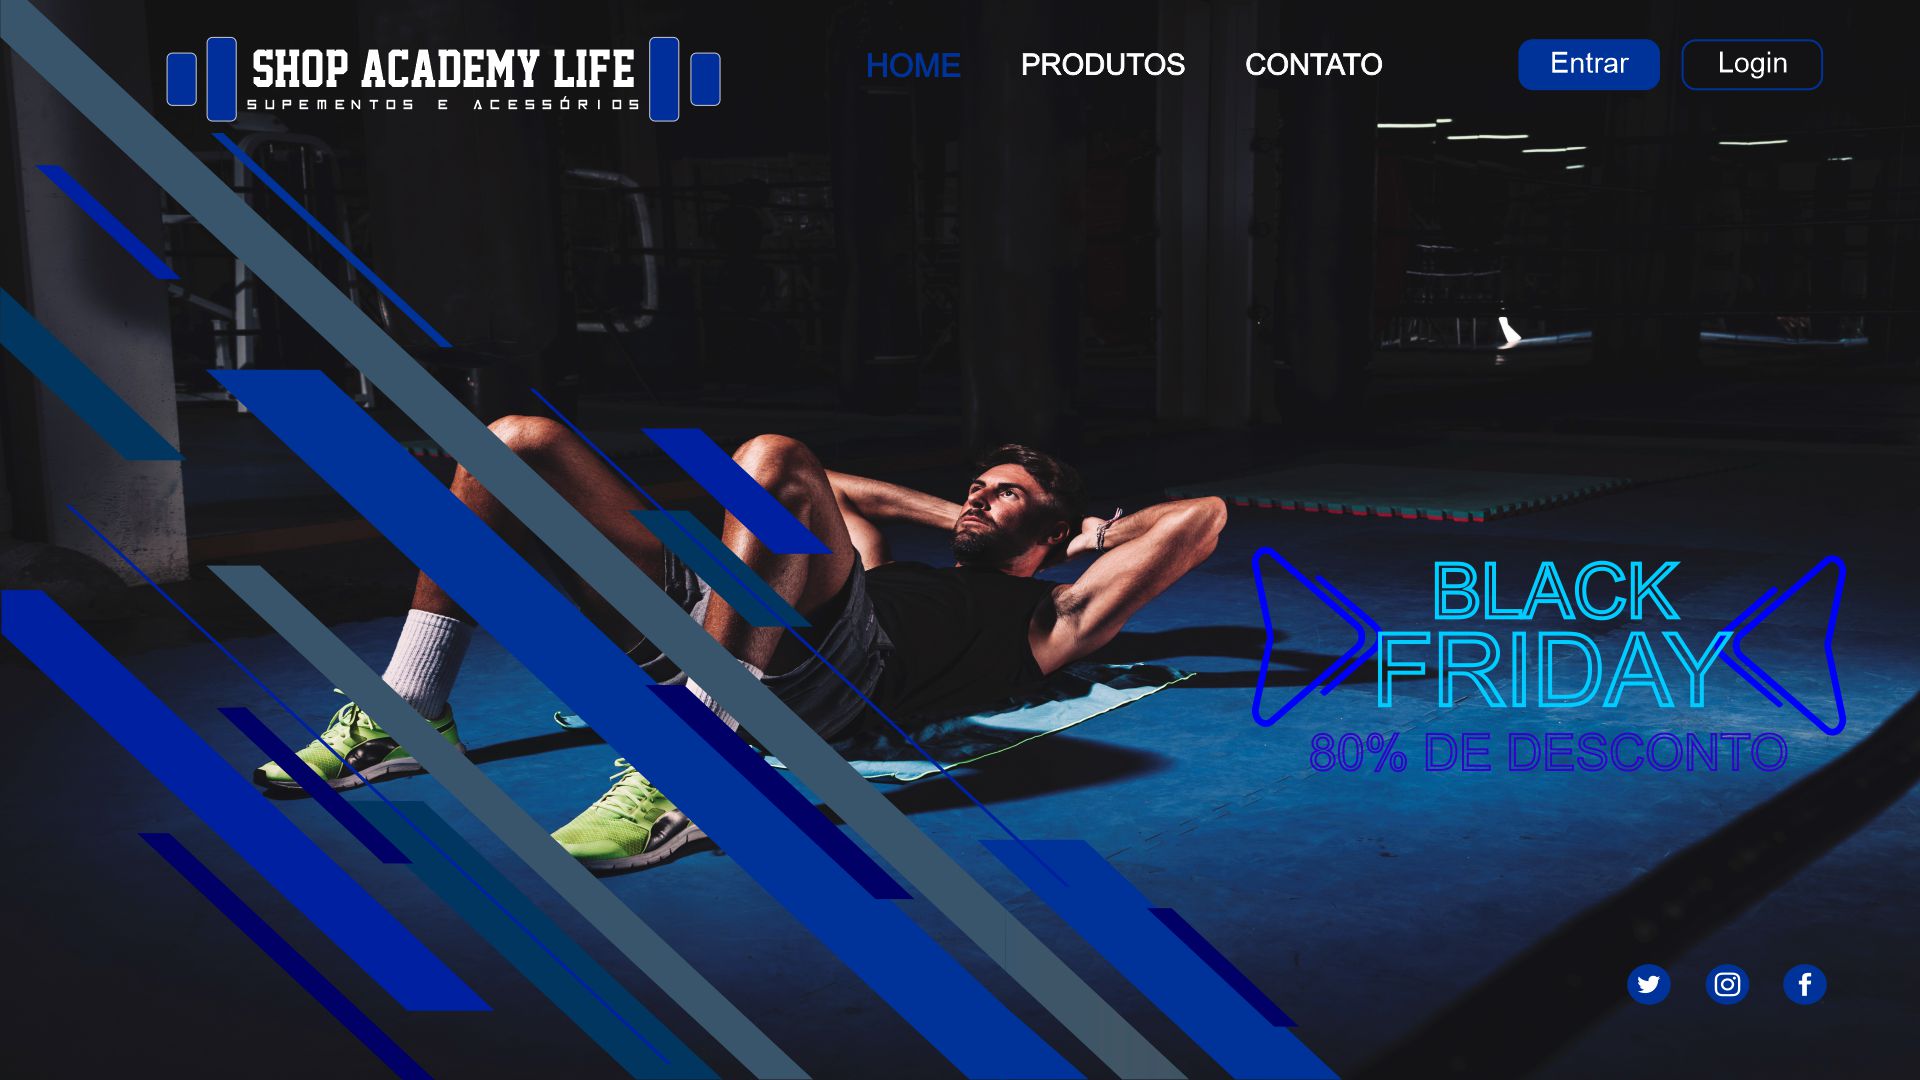 SHOP ACADEMY LIFE
SUPEMENTOS E ACESSÓRIOS
HOME PRODUTOS CONTATO Entrar Login
BLACK
FRIDAY
80% DE DESCONTO